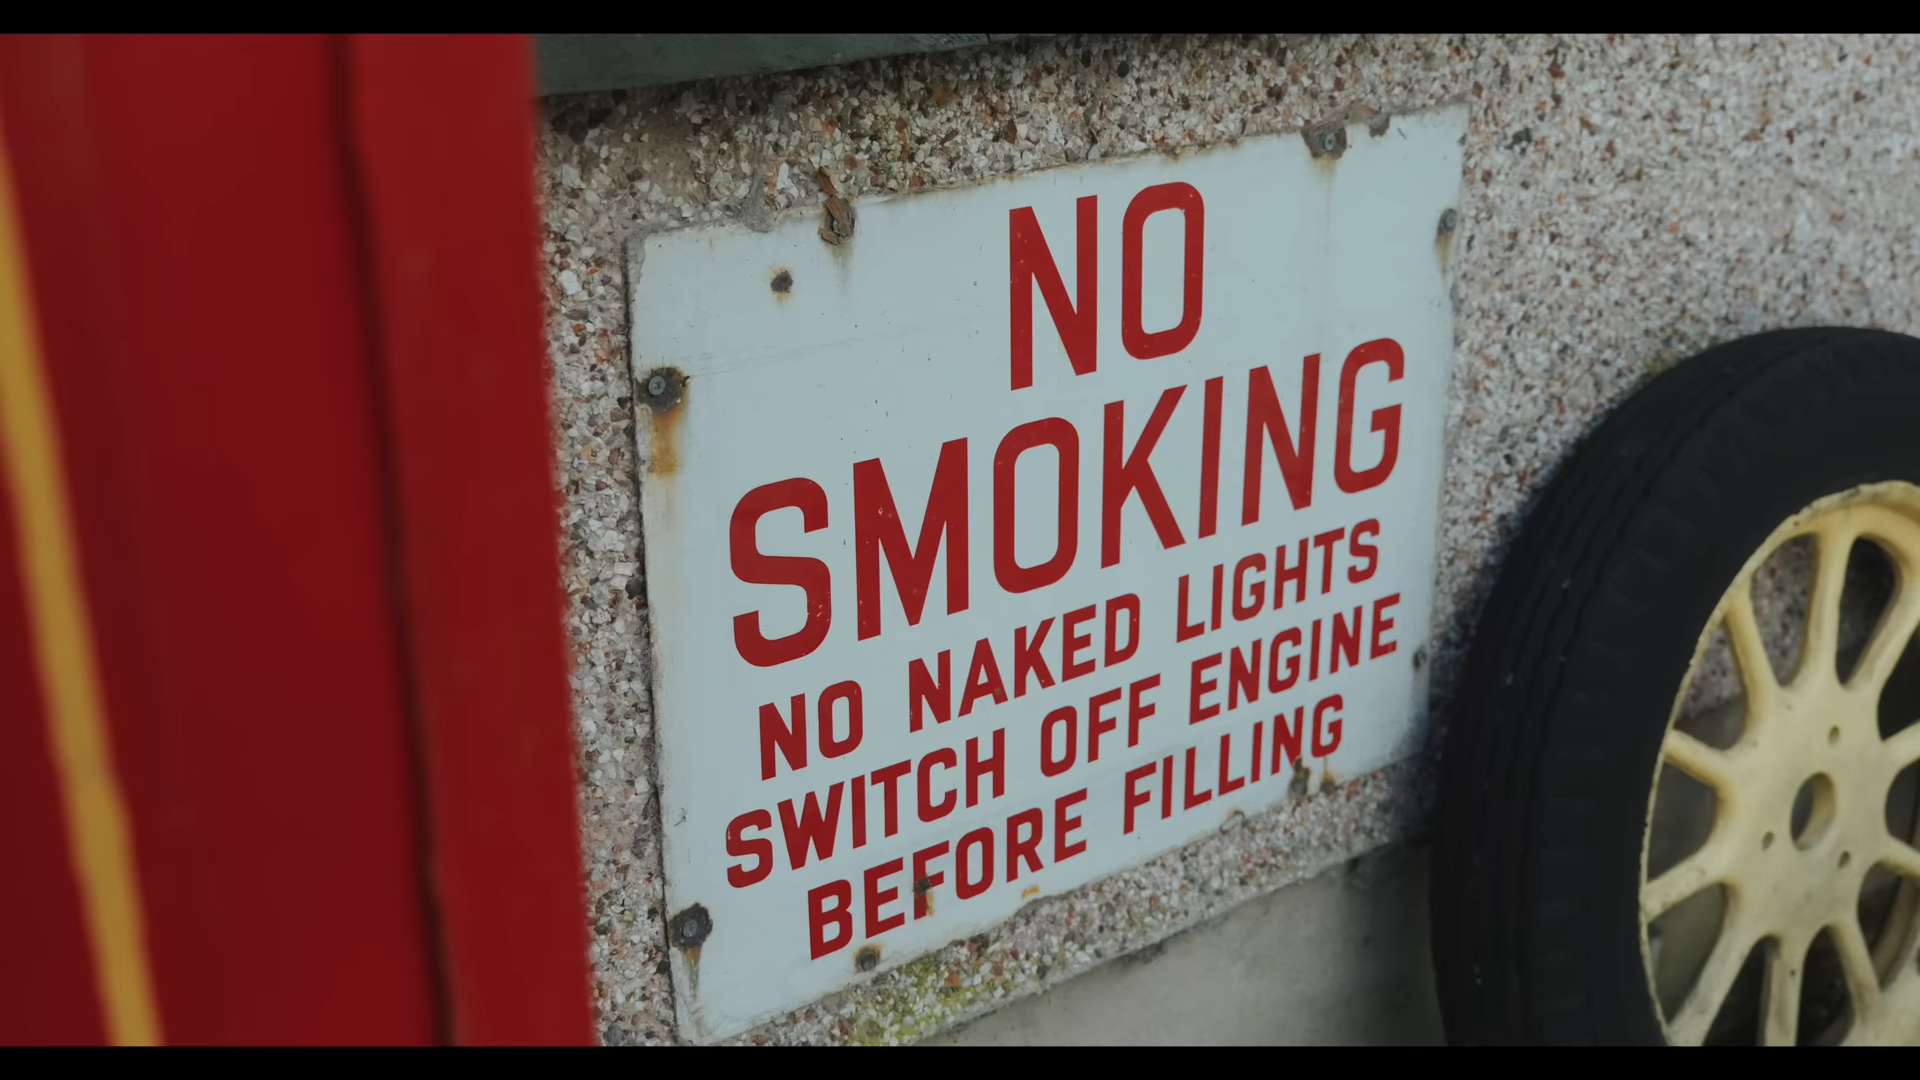 NO
SMOKING
NO NAKED LIGHTS
SWITCH OFF ENGINE
BEFORE FILLING